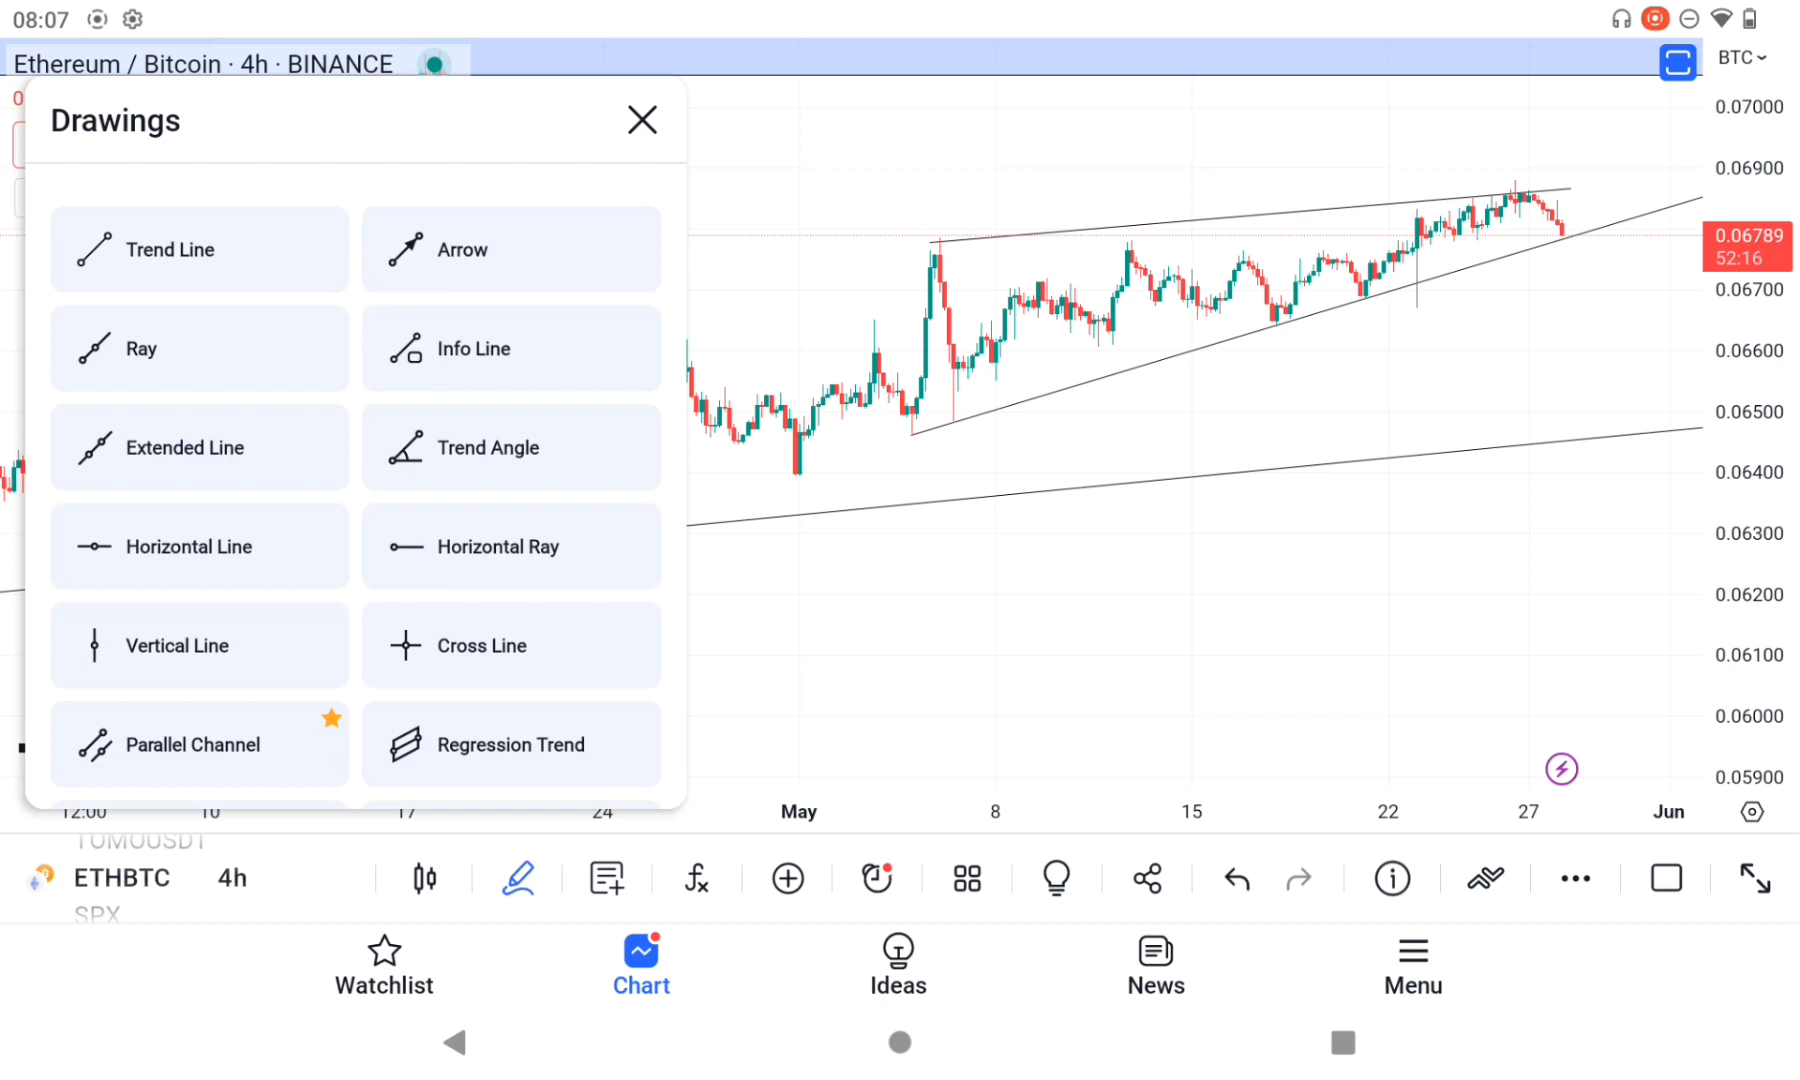 08:07
Ethereum / Bitcoin · 4h · BINANCE
BTC
0
Drawings
Trend Line
Arrow
Ray
Info Line
Extended Line
Trend Angle
Horizontal Line
Horizontal Ray
Vertical Line
Cross Line
Parallel Channel
Regression Trend
0.07000
0.06900
0.06789
52:16
0.06700
0.06600
0.06500
0.06400
0.06300
0.06200
0.06100
0.06000
0.05900
12:00
10
17
24
May
8
15
22
27
Jun
TOMOUSDT
ETHBTC
4h
SPX
Watchlist
Chart
Ideas
News
Menu